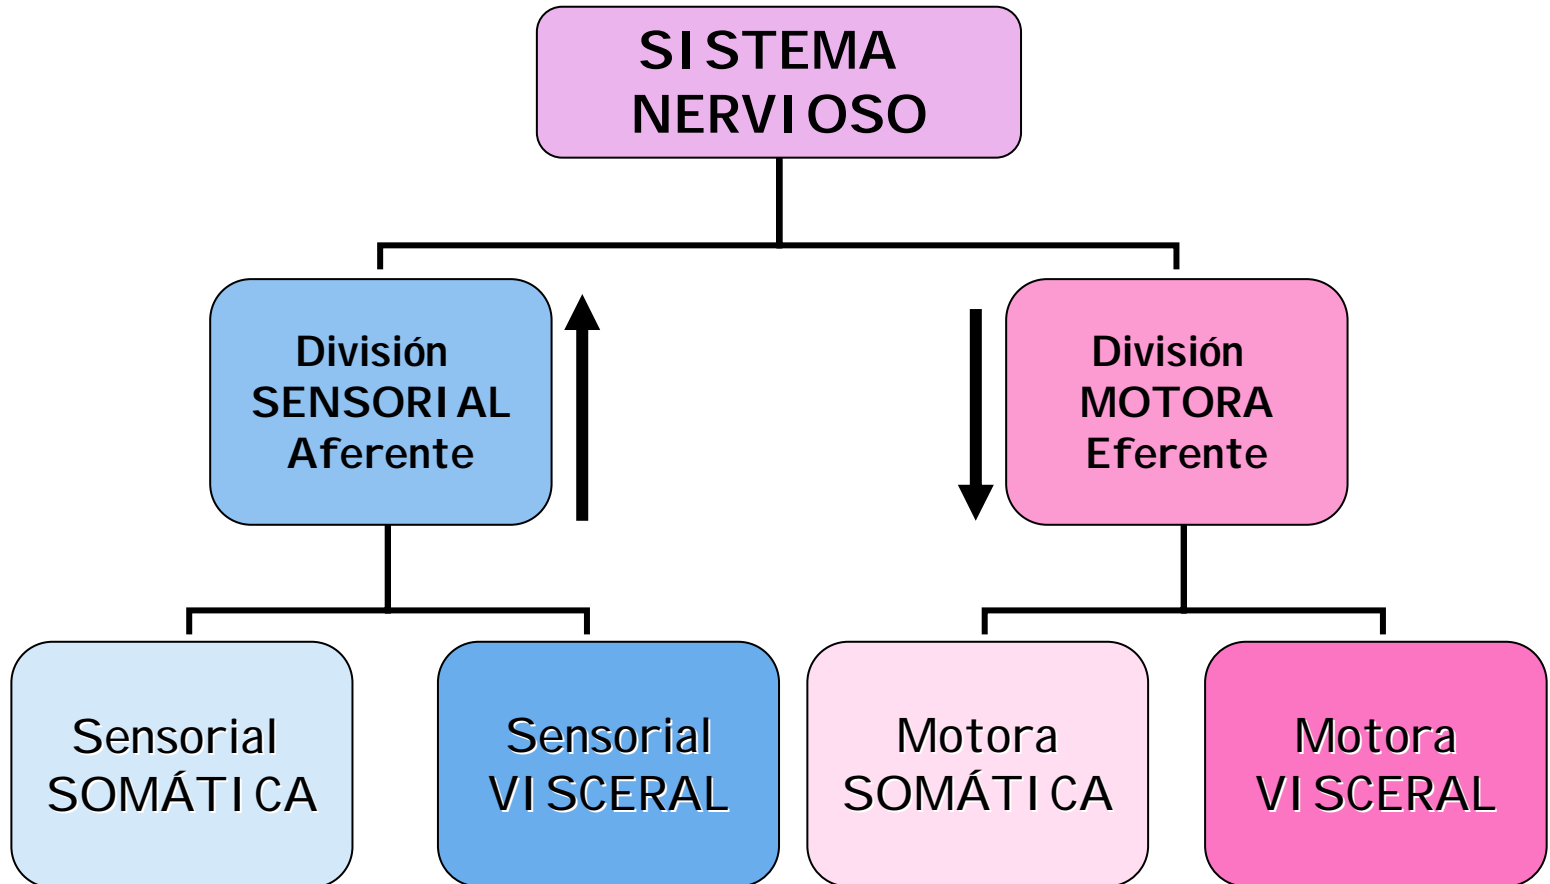 SISTEMA
NERVIOSO
División
SENSORIAL
Aferente
División
MOTORA
Eferente
Sensorial
SOMÁTICA
Sensorial
VISCERAL
Motora
SOMÁTICA
Motora
VISCERAL